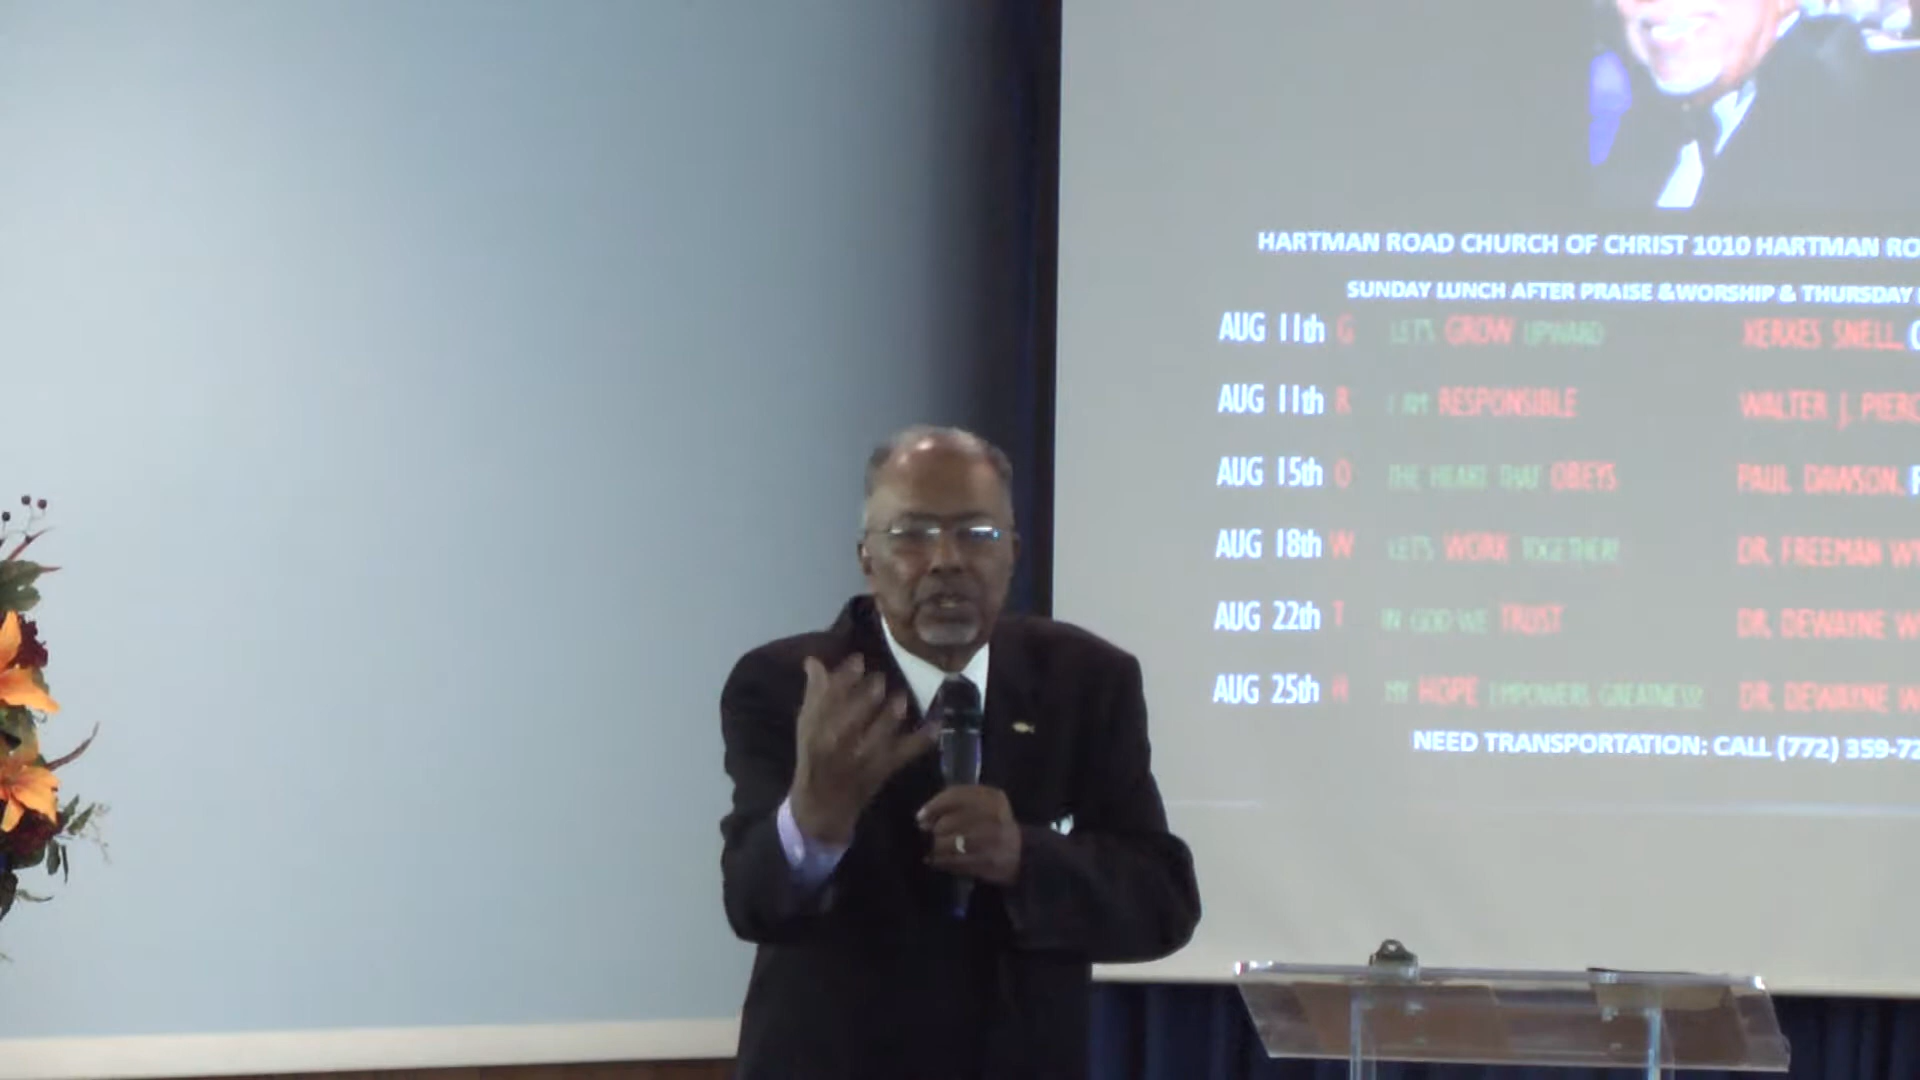 HARTMAN ROAD CHURCH OF CHRIST 1010 HARTMAN RO
SUNDAY LUNCH AFTER PRAISE &WORSHIP & THURSDAY
AUG 11th G LET'S GROW UPWARD KERXES SNELL,
AUG 11th R I AM RESPONSIBLE WALTER J. PIERC
AUG 15th O THE HEART THAT OBEYS PAUL DAWSON,
AUG 18th W LET'S WORK TOGETHER! DR. FREEMAN W
AUG 22th T IN GOD WE TRUST DR. DEWAYNE W
AUG 25th H MY HOPE EMPOWERS GREATNESS! DR. DEWAYNE W
NEED TRANSPORTATION: CALL (772) 359-72